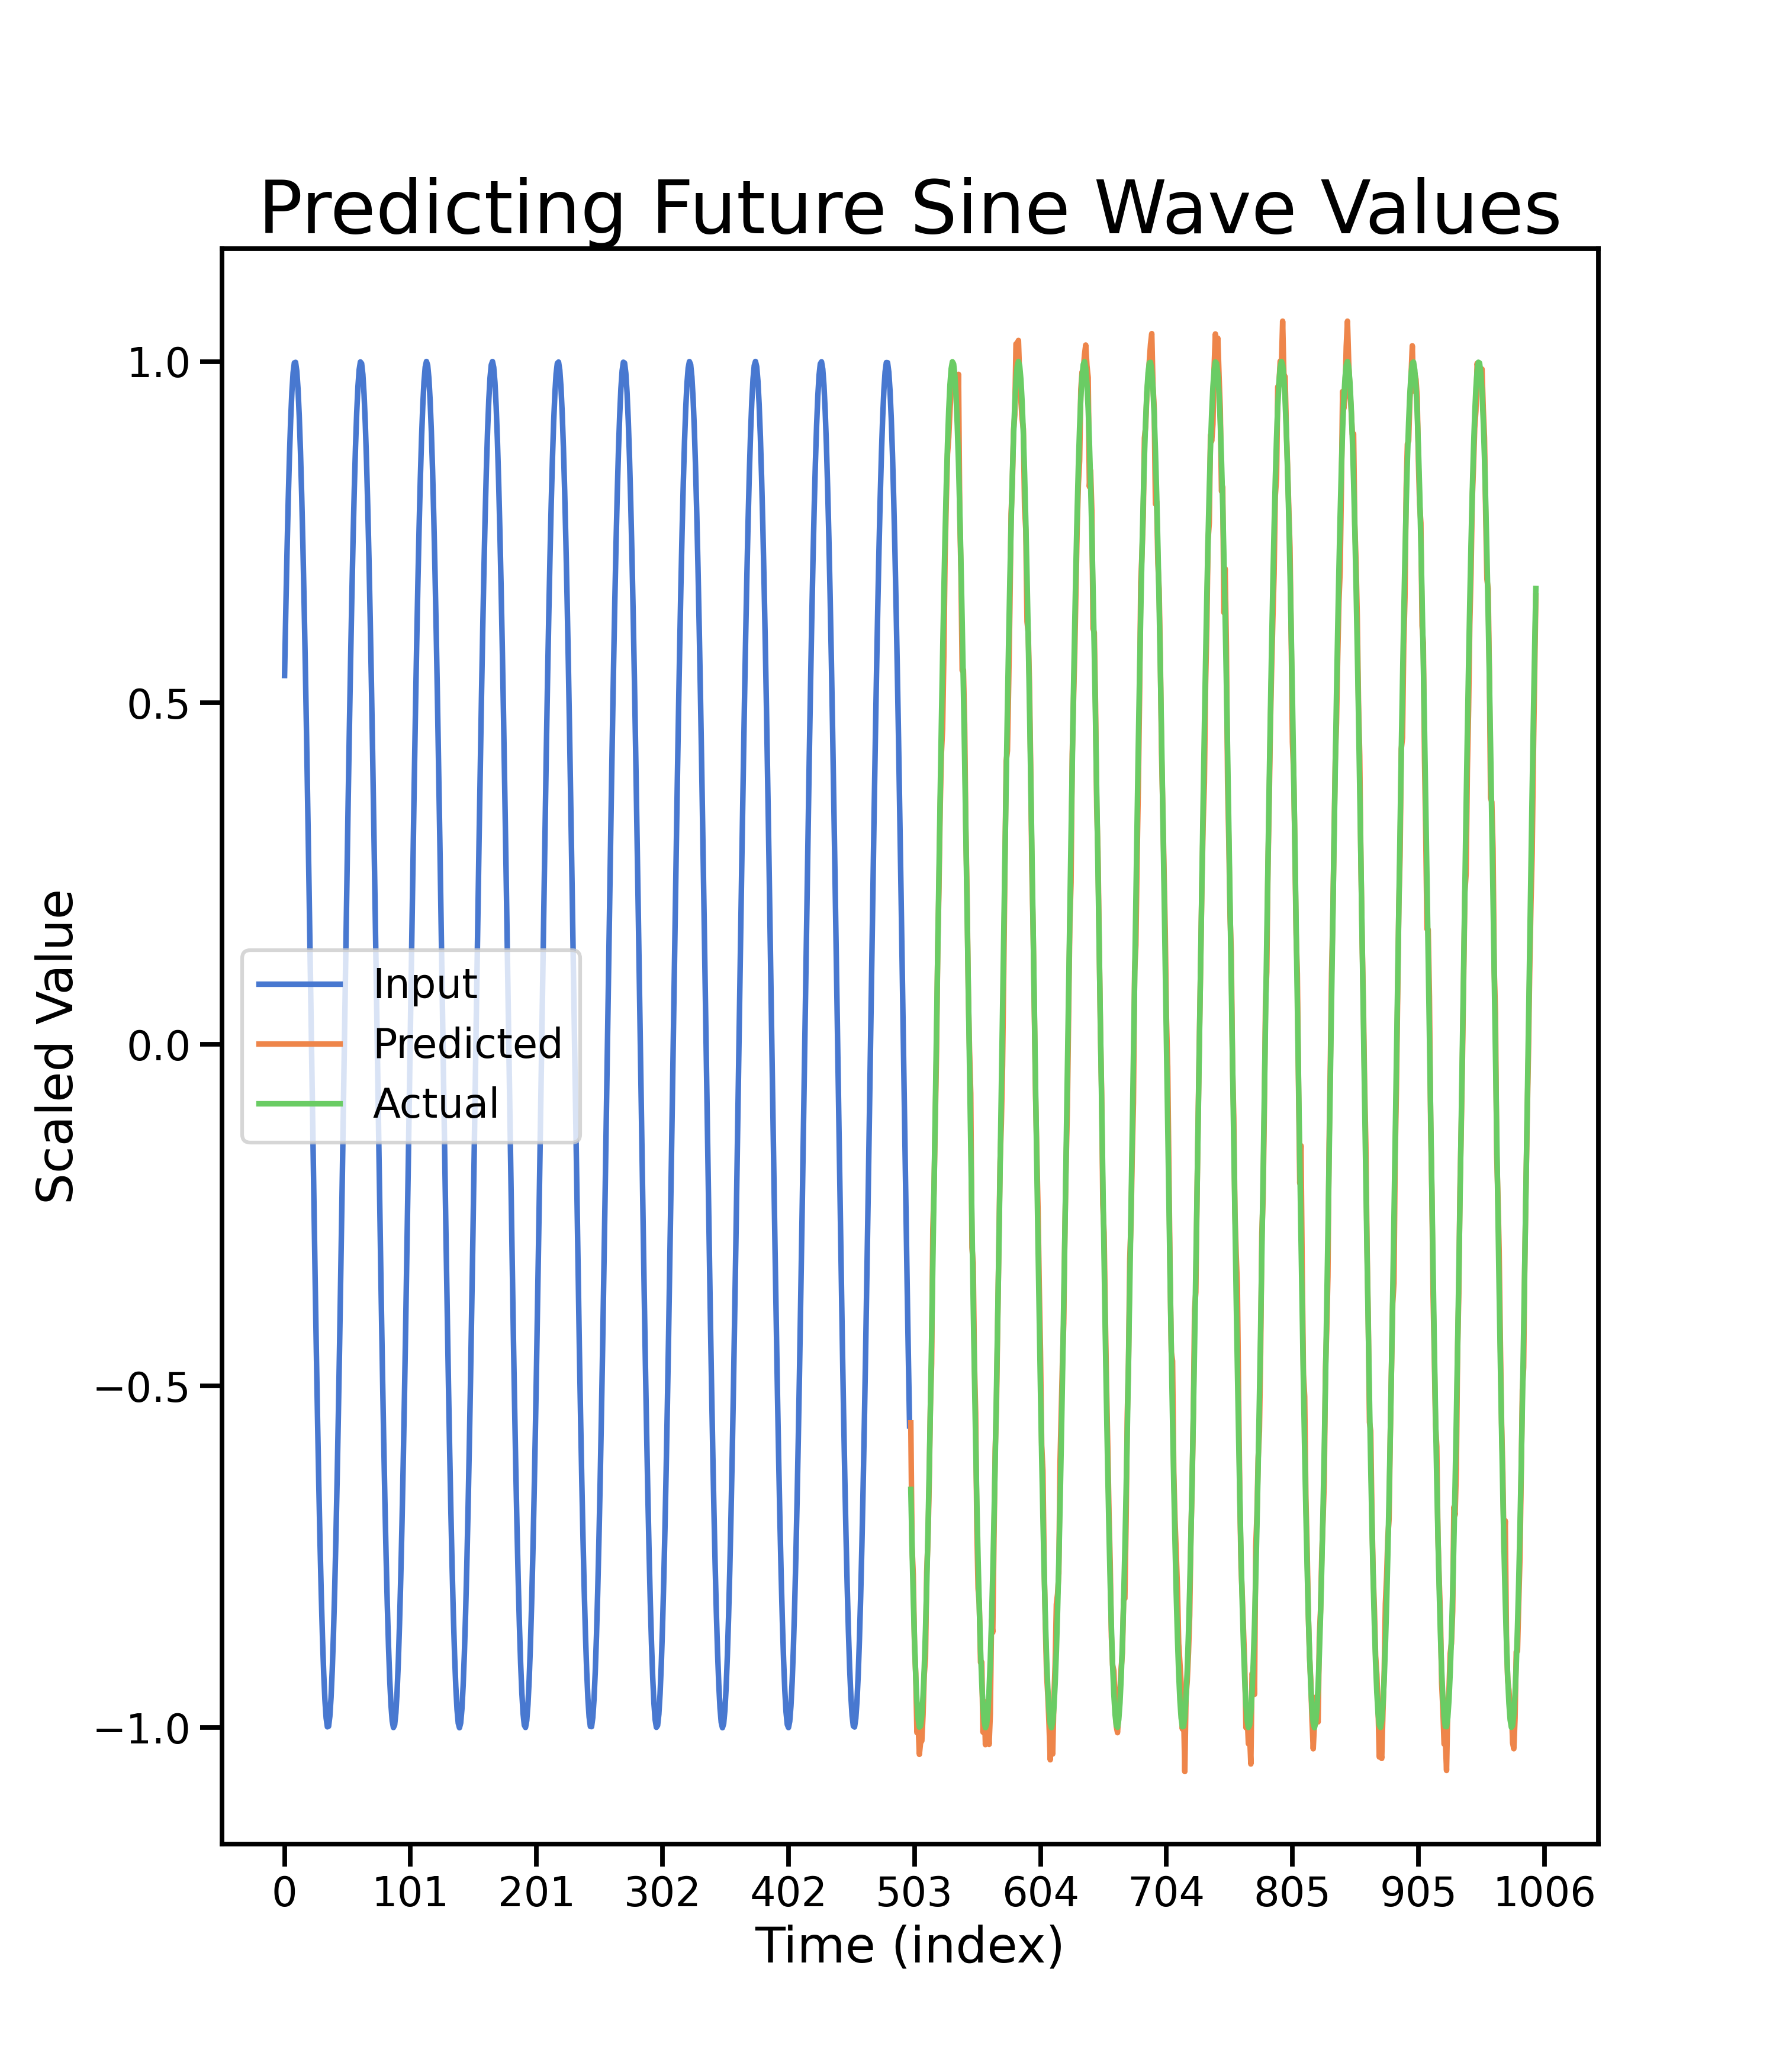 Predicting Future Sine Wave Values
1.0
0.5
0.0
−0.5
−1.0
Scaled Value
Input
Predicted
Actual
0 101 201 302 402 503 604 704 805 905 1006
Time (index)